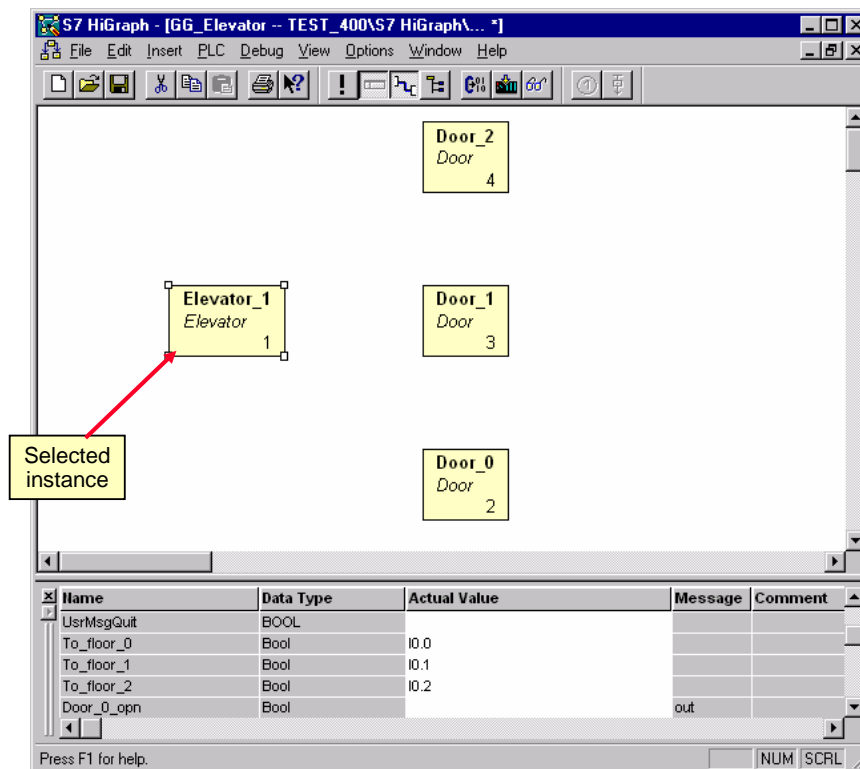 S7 HiGraph - [GG_Elevator -- TEST_400\S7 HiGraph\... *]
File Edit Insert PLC Debug View Options Window Help
Door_2
Door
4
Elevator_1
Elevator
1
Door_1
Door
3
Selected
instance
Door_0
Door
2
Name Data Type Actual Value Message Comment
UsrMsgQuit BOOL
To_floor_0 Bool I0.0
To_floor_1 Bool I0.1
To_floor_2 Bool I0.2
Door_0_opn Bool out
Press F1 for help. NUM SCRL